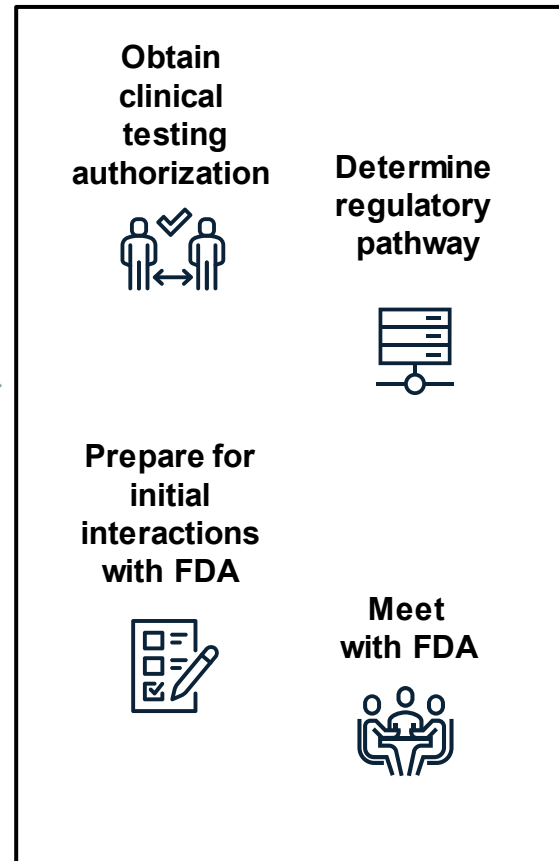 Obtain
clinical
testing
authorization
Determine
regulatory
pathway
Prepare for
initial
interactions
with FDA
Meet
with FDA